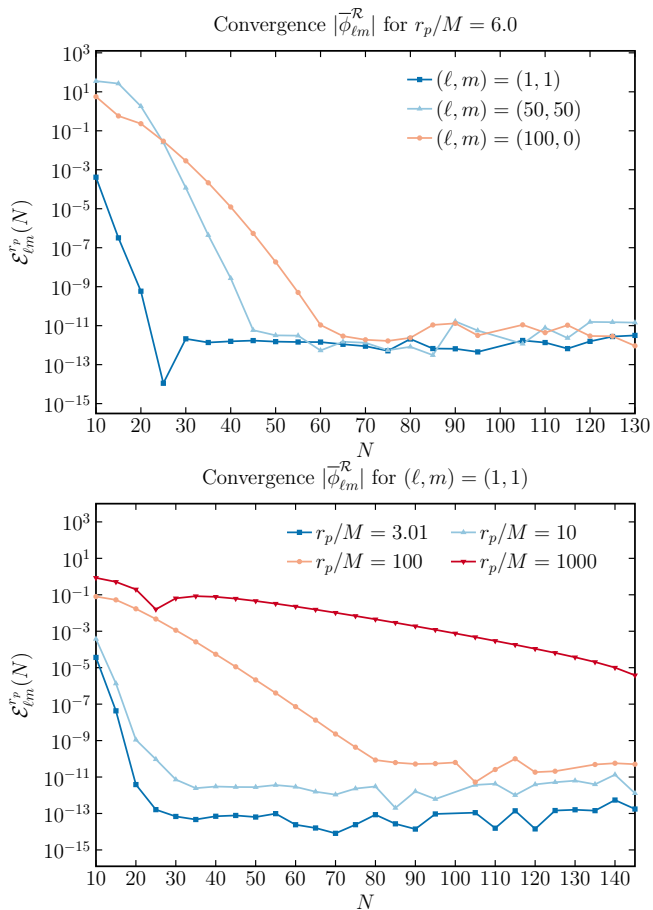 Convergence |ϕ̅^ℛ_ℓm| for r_p/M = 6.0
10^3
10^1
10^−1
10^−3
10^−5
10^−7
10^−9
10^−11
10^−13
10^−15
ℰ^{r_p}_{ℓm}(N)
(ℓ, m) = (1, 1)
(ℓ, m) = (50, 50)
(ℓ, m) = (100, 0)
10 20 30 40 50 60 70 80 90 100 110 120 130
N
Convergence |ϕ̅^ℛ_ℓm| for (ℓ, m) = (1, 1)
10^3
10^1
10^−1
10^−3
10^−5
10^−7
10^−9
10^−11
10^−13
10^−15
ℰ^{r_p}_{ℓm}(N)
r_p/M = 3.01 r_p/M = 10
r_p/M = 100 r_p/M = 1000
10 20 30 40 50 60 70 80 90 100 110 120 130 140
N